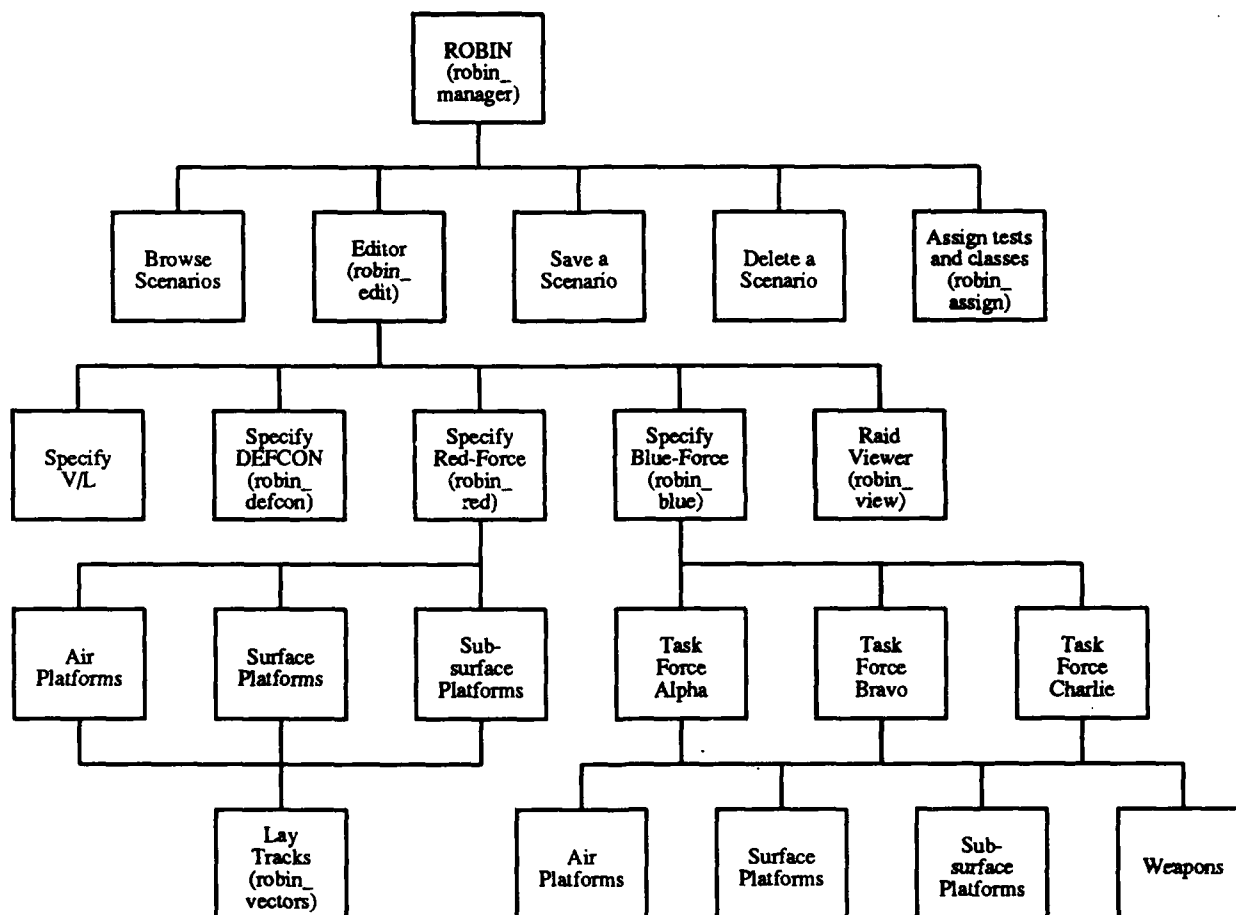 ROBIN
(robin_
manager)
Browse
Scenarios
Editor
(robin_
edit)
Save a
Scenario
Delete a
Scenario
Assign tests
and classes
(robin_
assign)
Specify
V/L
Specify
DEFCON
(robin_
defcon)
Specify
Red-Force
(robin_
red)
Specify
Blue-Force
(robin_
blue)
Raid
Viewer
(robin_
view)
Air
Platforms
Surface
Platforms
Sub-
surface
Platforms
Task
Force
Alpha
Task
Force
Bravo
Task
Force
Charlie
Lay
Tracks
(robin_
vectors)
Air
Platforms
Surface
Platforms
Sub-
surface
Platforms
Weapons